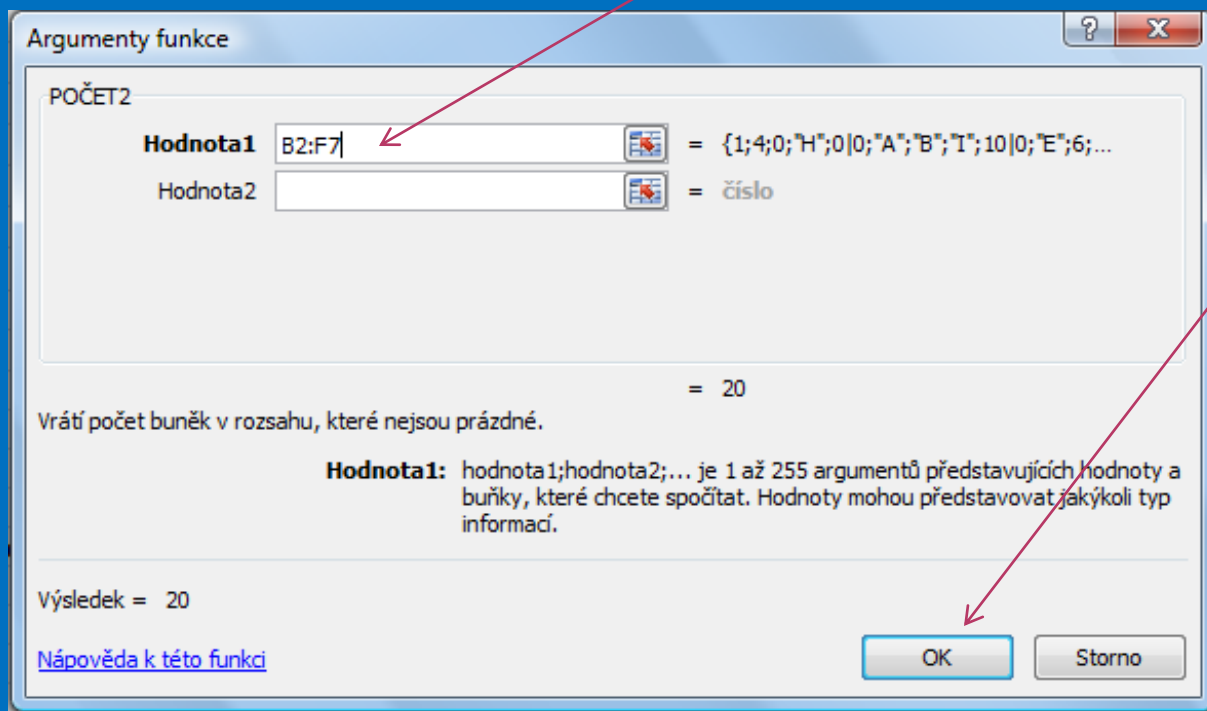 Argumenty funkce
POČET2
Hodnota1 B2:F7 = {1;4;0;"H";0|0;"A";"B";"I";10|0;"E";6;...
Hodnota2 = číslo
= 20
Vrátí počet buněk v rozsahu, které nejsou prázdné.
Hodnota1: hodnota1;hodnota2;... je 1 až 255 argumentů představujících hodnoty a
buňky, které chcete spočítat. Hodnoty mohou představovat jakýkoli typ
informací.
Výsledek = 20
Nápověda k této funkci
OK Storno